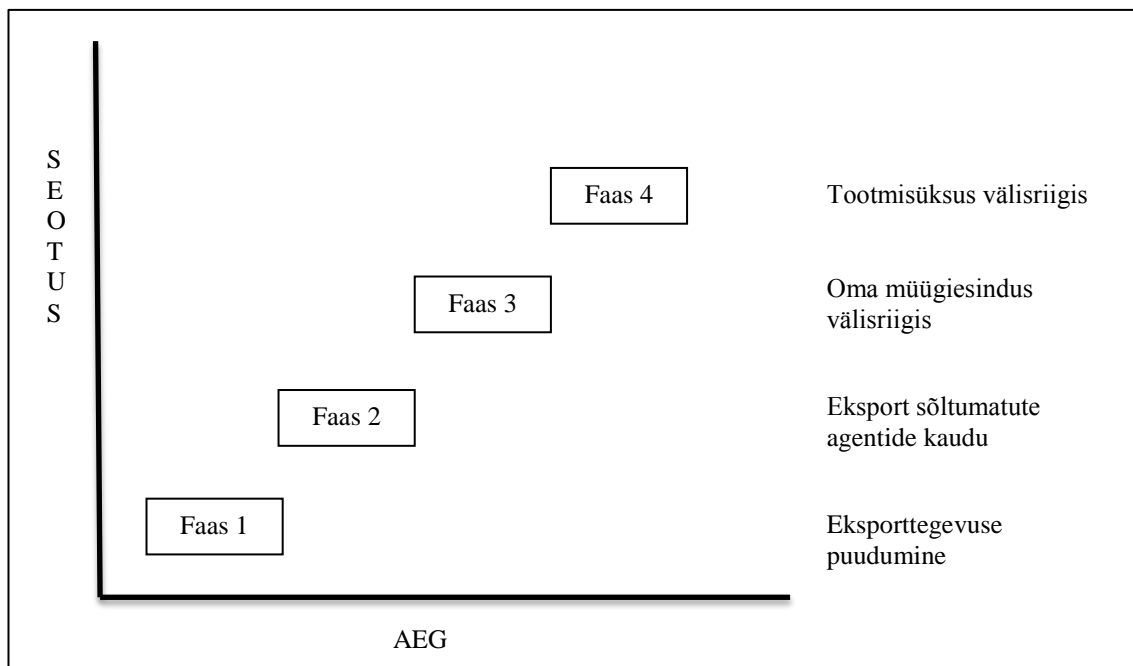 SEOTUS
Faas 4
Tootmisüksus välisriigis
Faas 3
Oma müügiesindus
välisriigis
Faas 2
Eksport sõltumatute
agentide kaudu
Faas 1
Eksporttegevuse
puudumine
AEG